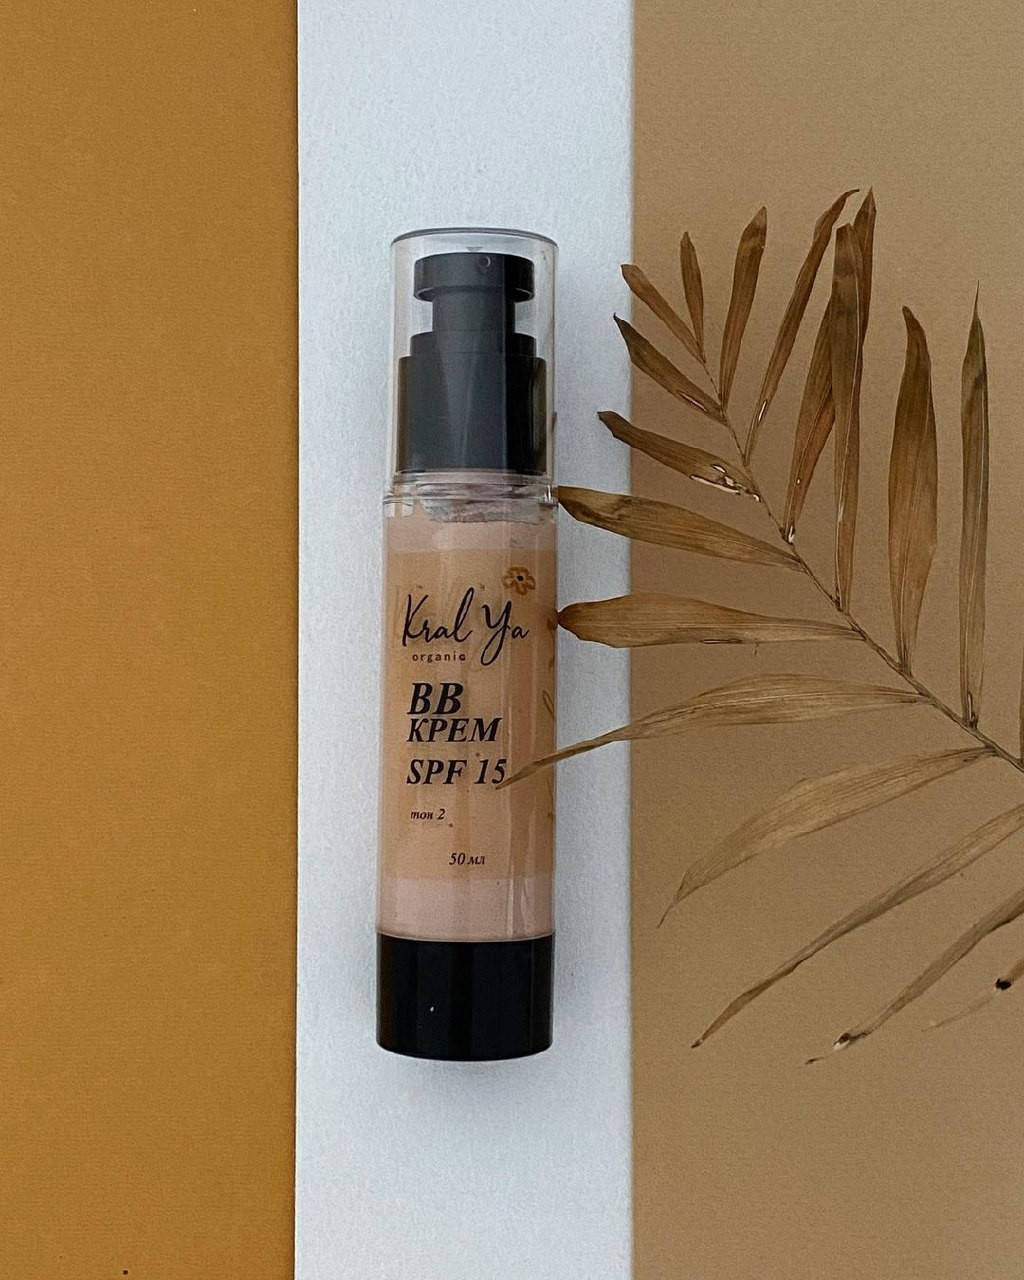 Kral Ya
organic
BB
КРЕМ
SPF 15
тон 2
50 мл